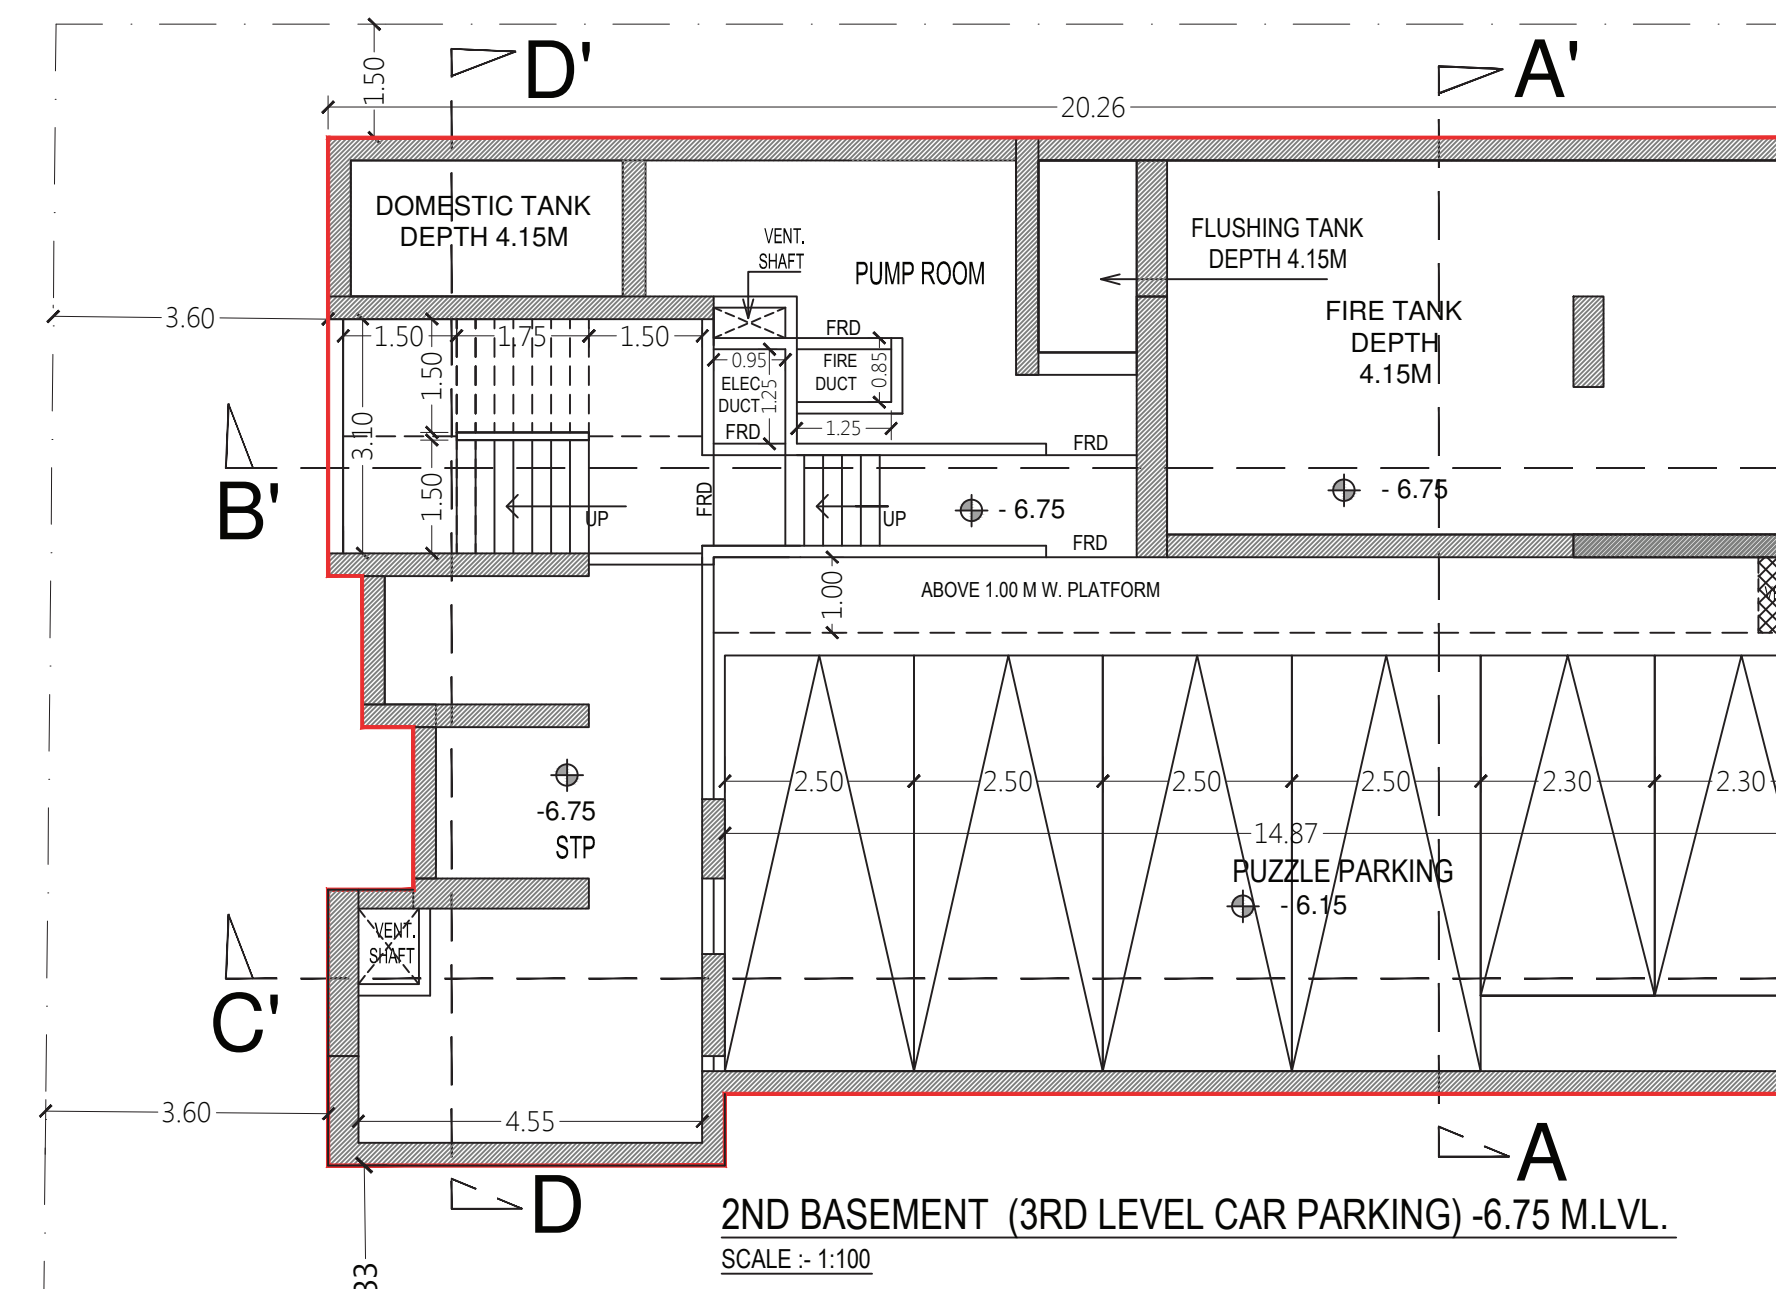 D'
A'
1.50
20.26
DOMESTIC TANK
DEPTH 4.15M
VENT.
SHAFT
PUMP ROOM
FLUSHING TANK
DEPTH 4.15M
FIRE TANK
DEPTH
4.15M
3.60
1.50
1.75
1.50
FRD
0.95
FIRE
DUCT
0.85
ELEC
DUCT
1.25
FRD
1.25
1.50
3.10
1.50
FRD
B'
UP
FRD
UP
- 6.75
- 6.75
FRD
1.00
ABOVE 1.00 M W. PLATFORM
2.50
2.50
2.50
2.50
2.30
2.30
-6.75
STP
14.87
PUZZLE PARKING
- 6.15
VENT.
SHAFT
C'
3.60
4.55
A
D
2ND BASEMENT (3RD LEVEL CAR PARKING) -6.75 M.LVL.
SCALE :- 1:100